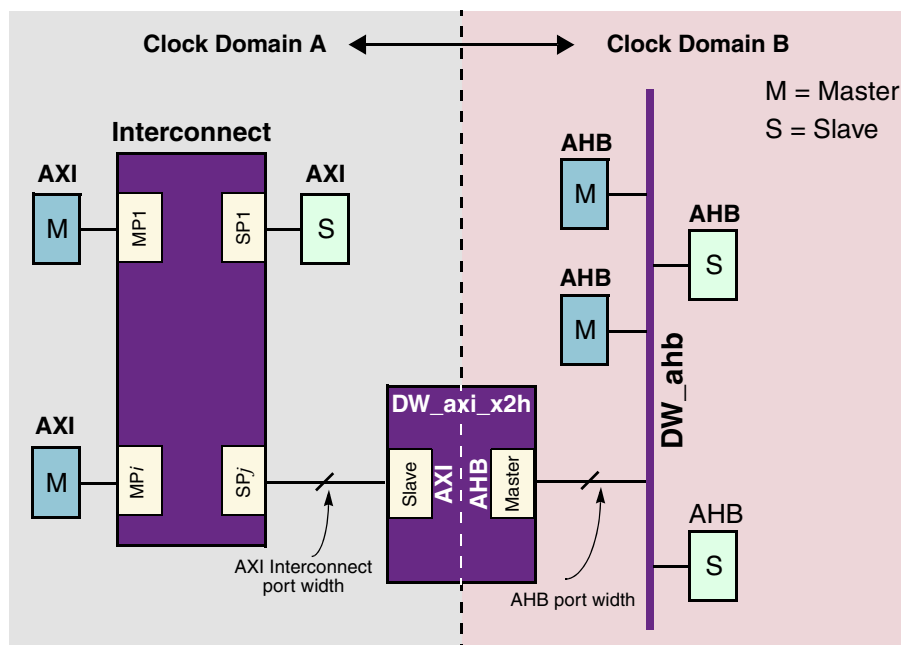 Clock Domain A
Clock Domain B
M = Master
S = Slave
Interconnect
AXI
M
MP1
SP1
AXI
S
AHB
M
AHB
S
AHB
M
DW_ahb
AXI
M
MPi
SPj
DW_axi_x2h
Slave
AXI
AHB
Master
AHB
S
AXI Interconnect
port width
AHB port width